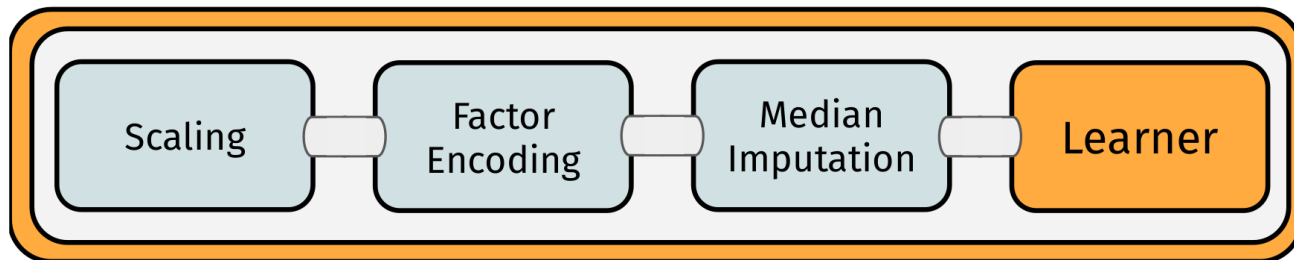 Scaling
Factor
Encoding
Median
Imputation
Learner